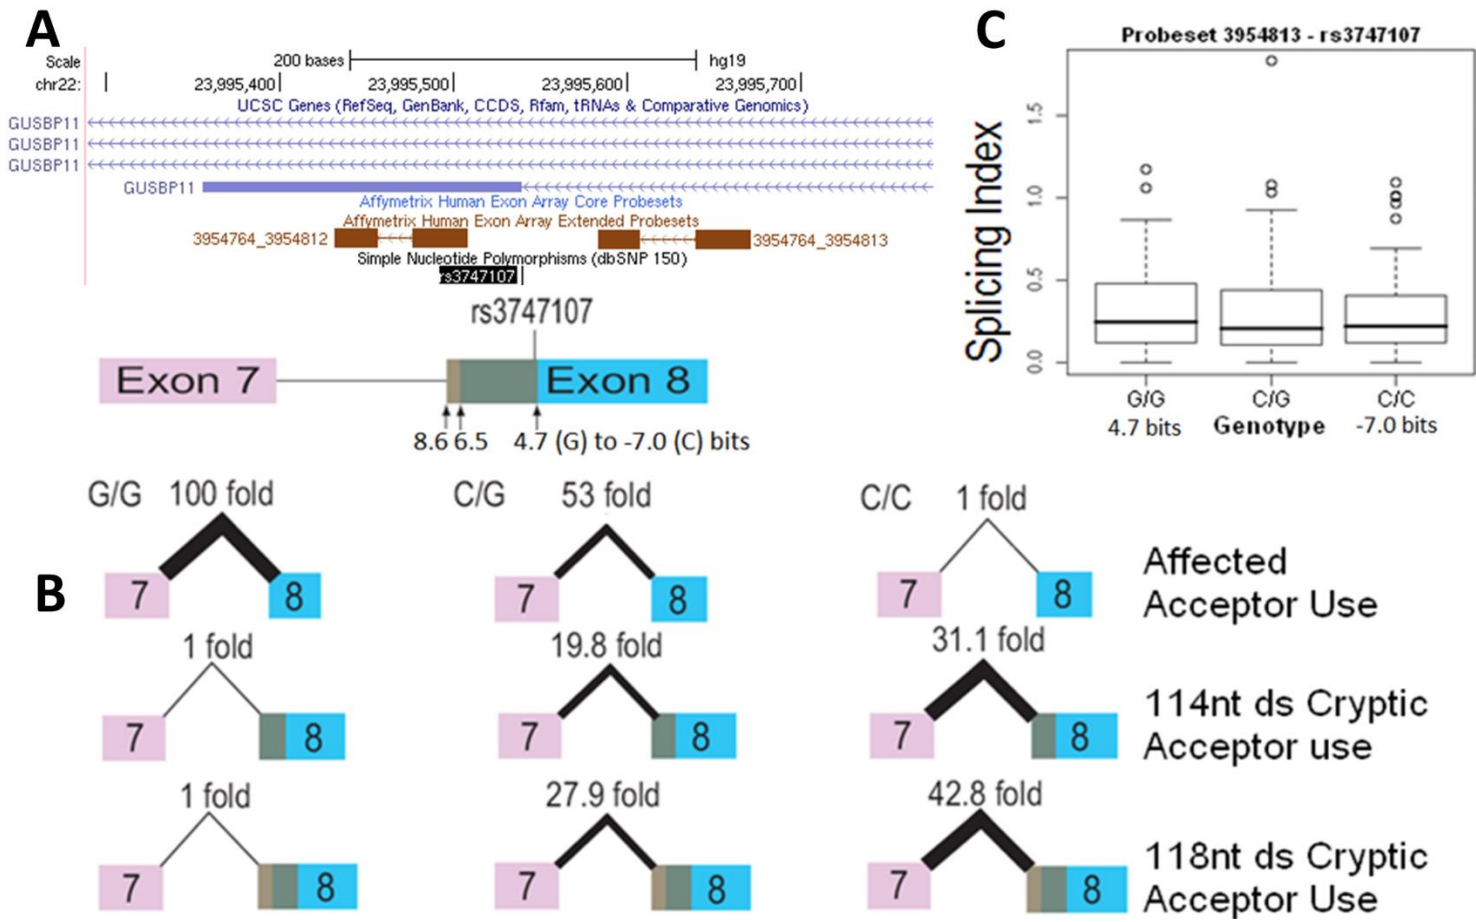 A
Scale 200 bases hg19
chr22: 23,995,400 23,995,500 23,995,600 23,995,700
UCSC Genes (RefSeq, GenBank, CCDS, Rfam, tRNAs & Comparative Genomics)
GUSBP11
GUSBP11
GUSBP11
GUSBP11
Affymetrix Human Exon Array Core Probesets
Affymetrix Human Exon Array Extended Probesets
3954764_3954812 3954764_3954813
Simple Nucleotide Polymorphisms (dbSNP 150)
rs3747107
rs3747107
Exon 7 Exon 8
8.6 6.5 4.7 (G) to -7.0 (C) bits
C
Probeset 3954813 - rs3747107
Splicing Index
1.5
1.0
0.5
0.0
G/G C/G C/C
4.7 bits Genotype -7.0 bits
B
G/G 100 fold C/G 53 fold C/C 1 fold
7 8 7 8 7 8
Affected
Acceptor Use
1 fold 19.8 fold 31.1 fold
7 8 7 8 7 8
114nt ds Cryptic
Acceptor use
1 fold 27.9 fold 42.8 fold
7 8 7 8 7 8
118nt ds Cryptic
Acceptor Use